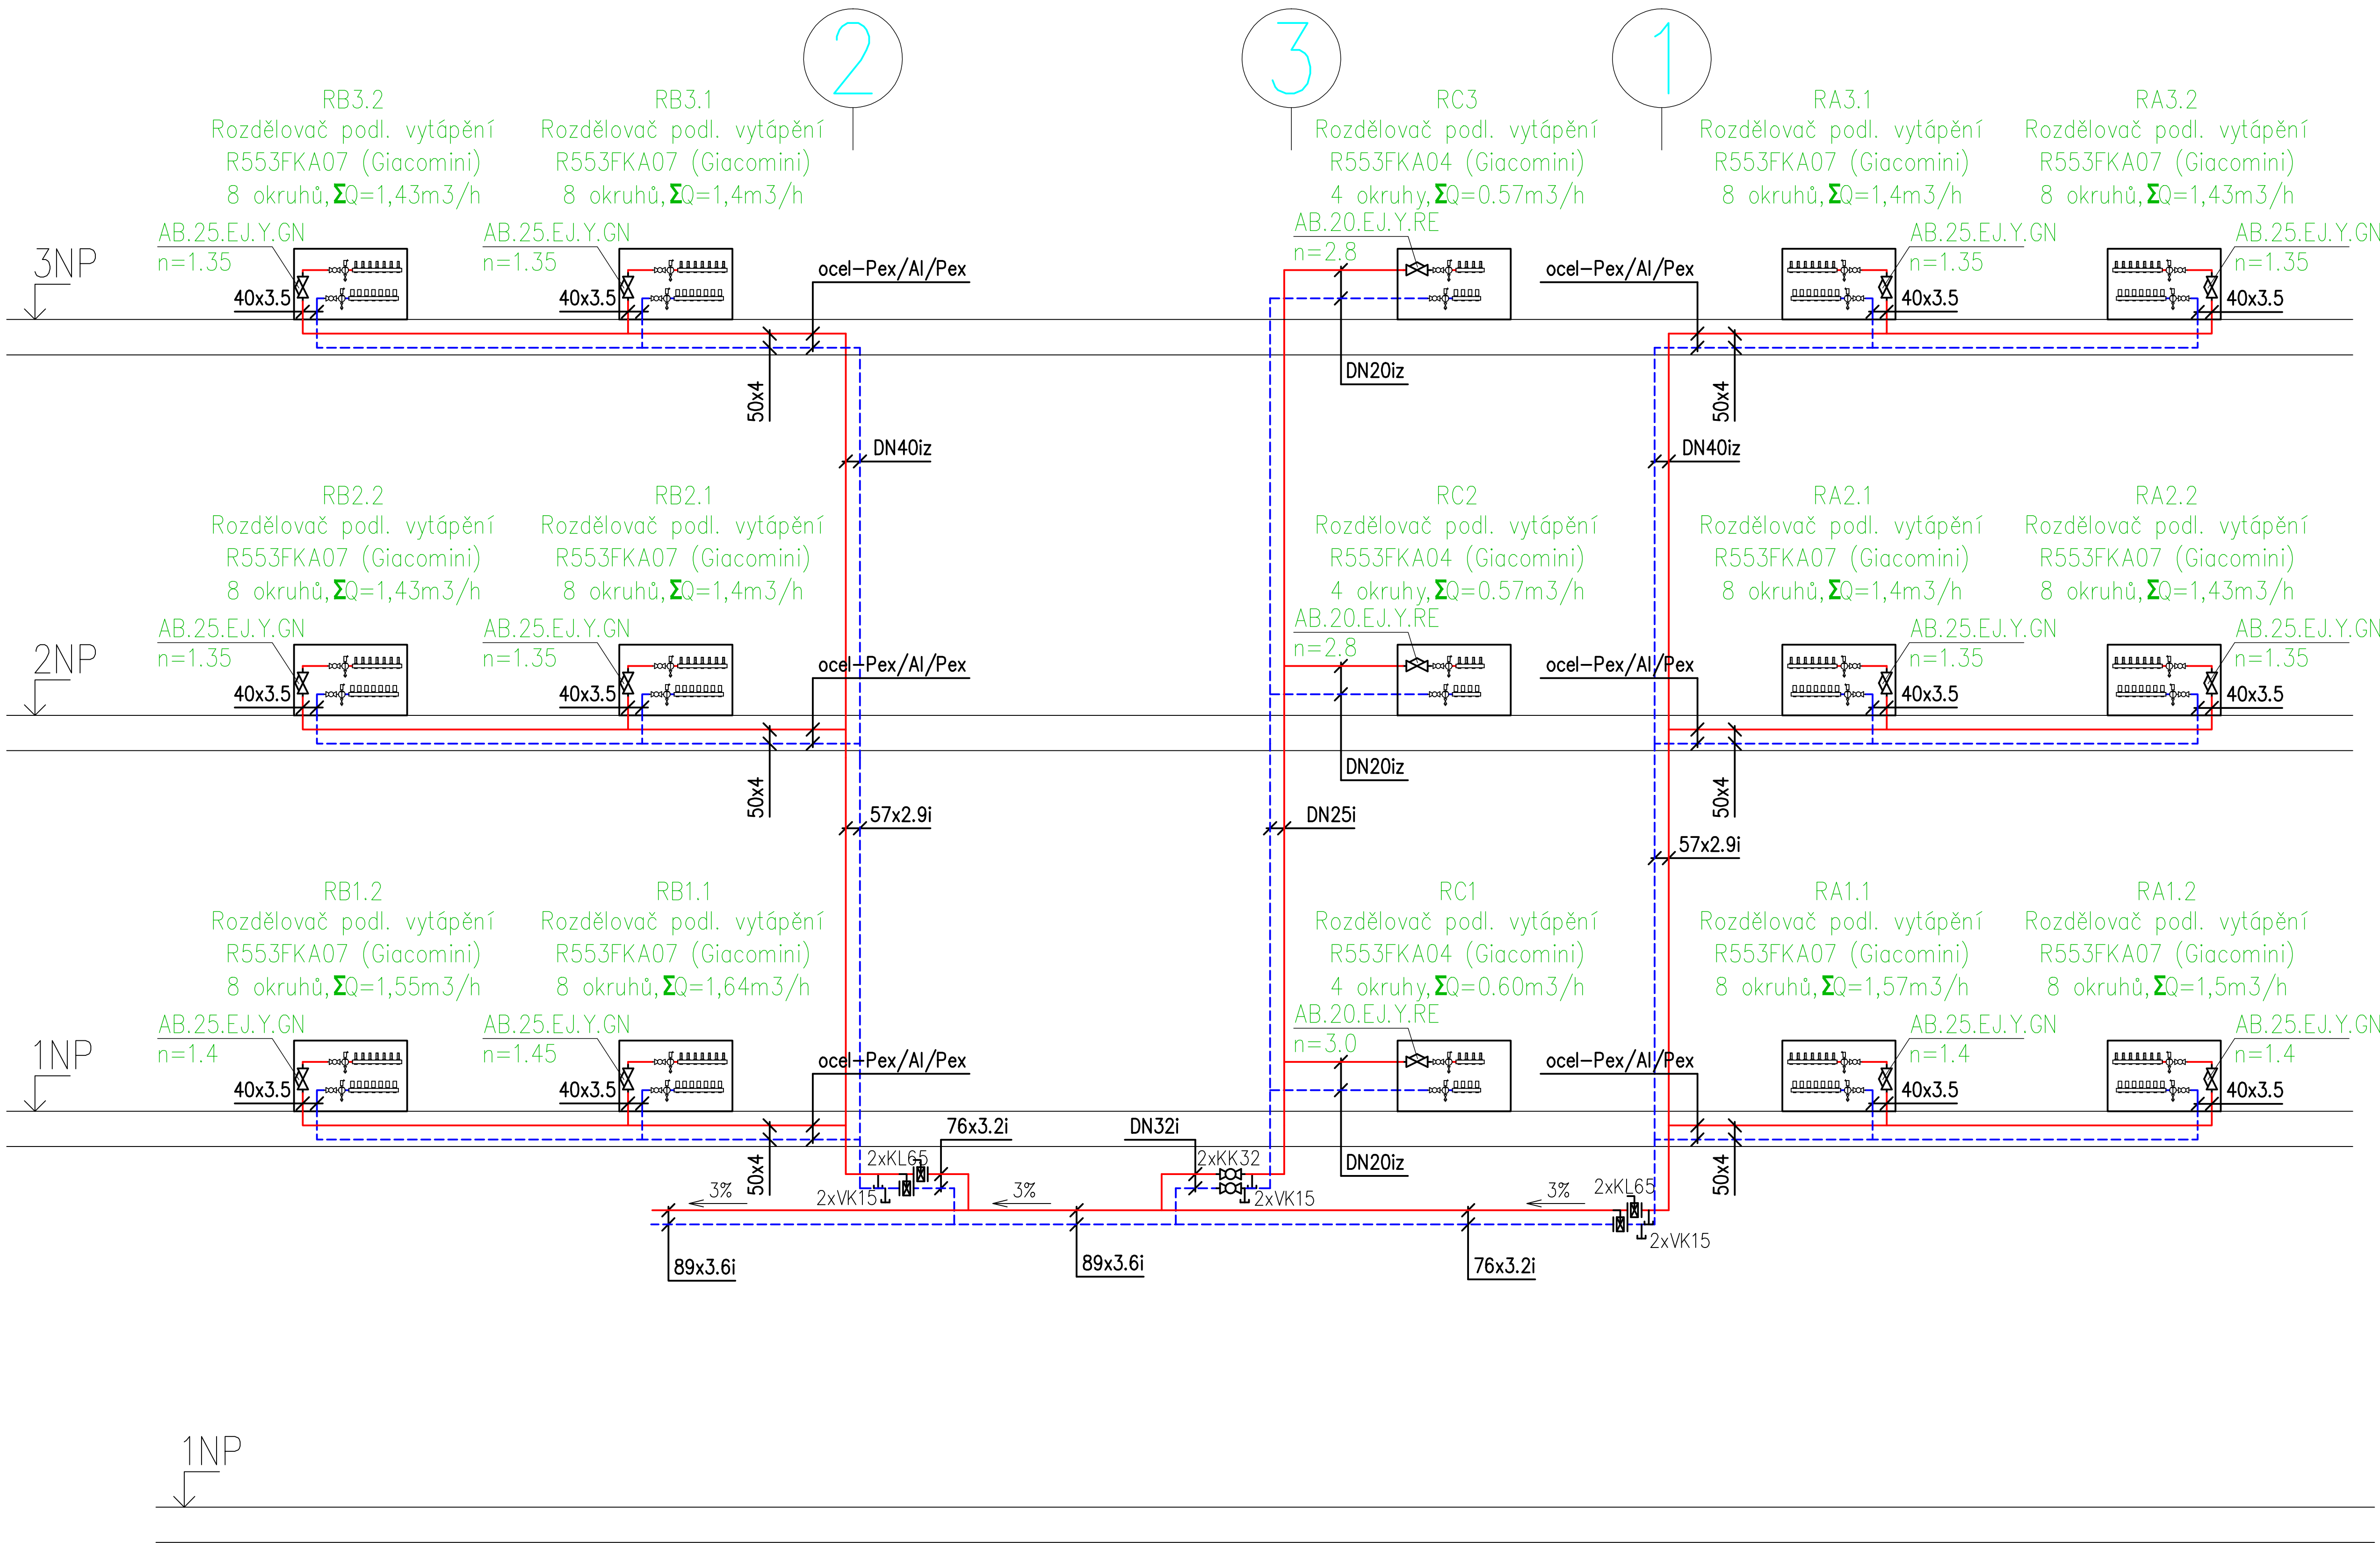 2
3
1
RB3.2
Rozdělovač podl. vytápění
R553FKA07 (Giacomini)
8 okruhů, ΣQ=1,43m3/h
AB.25.EJ.Y.GN
n=1.35
40x3.5
RB3.1
Rozdělovač podl. vytápění
R553FKA07 (Giacomini)
8 okruhů, ΣQ=1,4m3/h
AB.25.EJ.Y.GN
n=1.35
40x3.5
ocel-Pex/Al/Pex
50x4
DN40iz
RC3
Rozdělovač podl. vytápění
R553FKA04 (Giacomini)
4 okruhy, ΣQ=0.57m3/h
AB.20.EJ.Y.RE
n=2.8
DN20iz
ocel-Pex/Al/Pex
50x4
DN40iz
RA3.1
Rozdělovač podl. vytápění
R553FKA07 (Giacomini)
8 okruhů, ΣQ=1,4m3/h
AB.25.EJ.Y.GN
n=1.35
40x3.5
RA3.2
Rozdělovač podl. vytápění
R553FKA07 (Giacomini)
8 okruhů, ΣQ=1,43m3/h
AB.25.EJ.Y.GN
n=1.35
40x3.5
3NP
RB2.2
Rozdělovač podl. vytápění
R553FKA07 (Giacomini)
8 okruhů, ΣQ=1,43m3/h
AB.25.EJ.Y.GN
n=1.35
40x3.5
RB2.1
Rozdělovač podl. vytápění
R553FKA07 (Giacomini)
8 okruhů, ΣQ=1,4m3/h
AB.25.EJ.Y.GN
n=1.35
40x3.5
ocel-Pex/Al/Pex
50x4
57x2.9i
RC2
Rozdělovač podl. vytápění
R553FKA04 (Giacomini)
4 okruhy, ΣQ=0.57m3/h
AB.20.EJ.Y.RE
n=2.8
DN20iz
DN25i
ocel-Pex/Al/Pex
50x4
57x2.9i
RA2.1
Rozdělovač podl. vytápění
R553FKA07 (Giacomini)
8 okruhů, ΣQ=1,4m3/h
AB.25.EJ.Y.GN
n=1.35
40x3.5
RA2.2
Rozdělovač podl. vytápění
R553FKA07 (Giacomini)
8 okruhů, ΣQ=1,43m3/h
AB.25.EJ.Y.GN
n=1.35
40x3.5
2NP
RB1.2
Rozdělovač podl. vytápění
R553FKA07 (Giacomini)
8 okruhů, ΣQ=1,55m3/h
AB.25.EJ.Y.GN
n=1.4
40x3.5
RB1.1
Rozdělovač podl. vytápění
R553FKA07 (Giacomini)
8 okruhů, ΣQ=1,64m3/h
AB.25.EJ.Y.GN
n=1.45
40x3.5
ocel-Pex/Al/Pex
50x4
RC1
Rozdělovač podl. vytápění
R553FKA04 (Giacomini)
4 okruhy, ΣQ=0.60m3/h
AB.20.EJ.Y.RE
n=3.0
DN20iz
ocel-Pex/Al/Pex
50x4
RA1.1
Rozdělovač podl. vytápění
R553FKA07 (Giacomini)
8 okruhů, ΣQ=1,57m3/h
AB.25.EJ.Y.GN
n=1.4
40x3.5
RA1.2
Rozdělovač podl. vytápění
R553FKA07 (Giacomini)
8 okruhů, ΣQ=1,5m3/h
AB.25.EJ.Y.GN
n=1.4
40x3.5
1NP
76x3.2i
DN32i
2xKL65
2xKK32
2xVK15
2xVK15
3%
3%
3%
2xKL65
2xVK15
89x3.6i
89x3.6i
76x3.2i
1NP